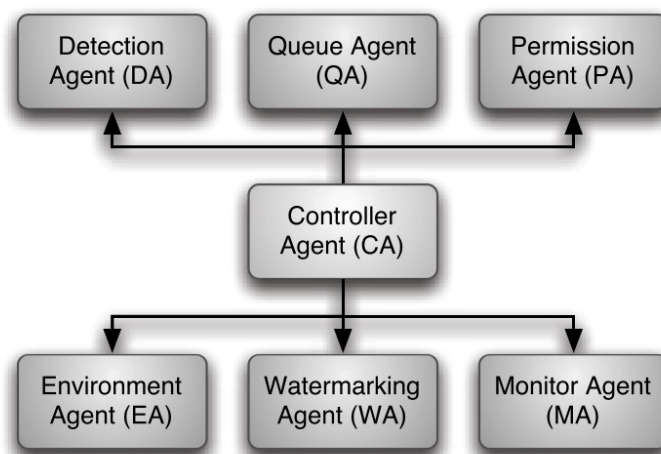 Detection
Agent (DA)
Queue Agent
(QA)
Permission
Agent (PA)
Controller
Agent (CA)
Environment
Agent (EA)
Watermarking
Agent (WA)
Monitor Agent
(MA)